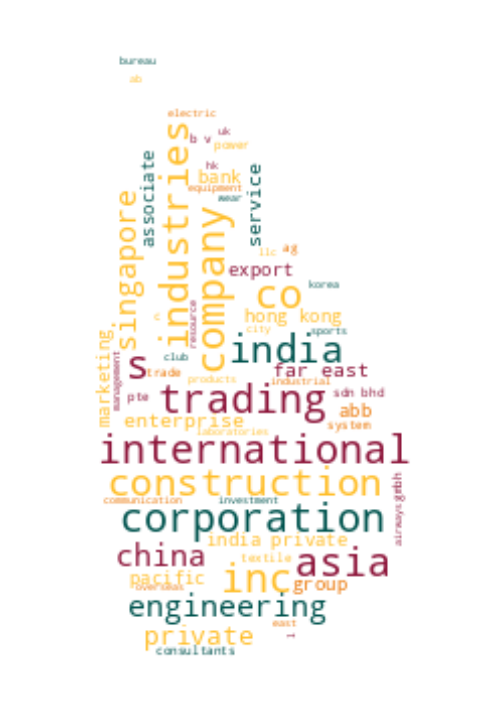 bureau
ab
electric
b v uk
power
associate industries hk
bank
equipment
wear
service
singapore company
llc ag
export
co korea
resource
c hong kong
city sports
india
club
s far east
trade
products industrial
marketing management
pte trading sdn bhd
abb
enterprise system
laboratories
international
construction
gmbh
communication investment
corporation
airways
india private
china textile asia
pacific inc group
overseas
engineering
east
private
consultants